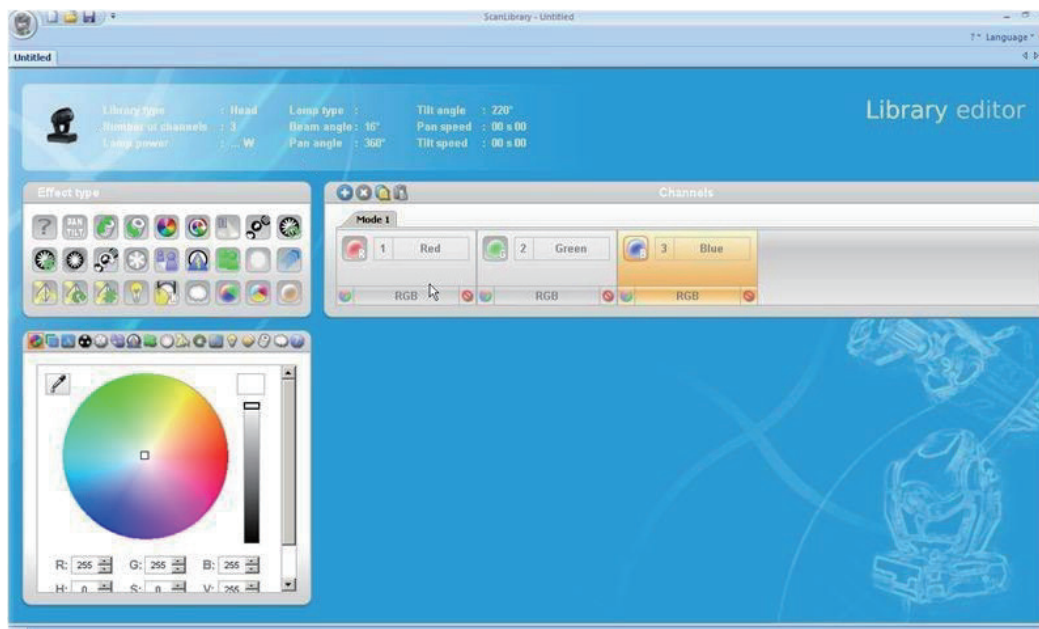 ScanLibrary - Untitled
? Language
Untitled
Library type : Head Lamp type : Tilt angle : 220°
Number of channels : 3 Beam angle : 16° Pan speed : 00 s 00
Lamp power : ... W Pan angle : 360° Tilt speed : 00 s 00
Library editor
Effect type
PAN
TILT
Channels
Mode 1
1 Red 2 Green 3 Blue
RGB RGB RGB
R: 255 G: 255 B: 255
H: 0 S: 0 V: 255